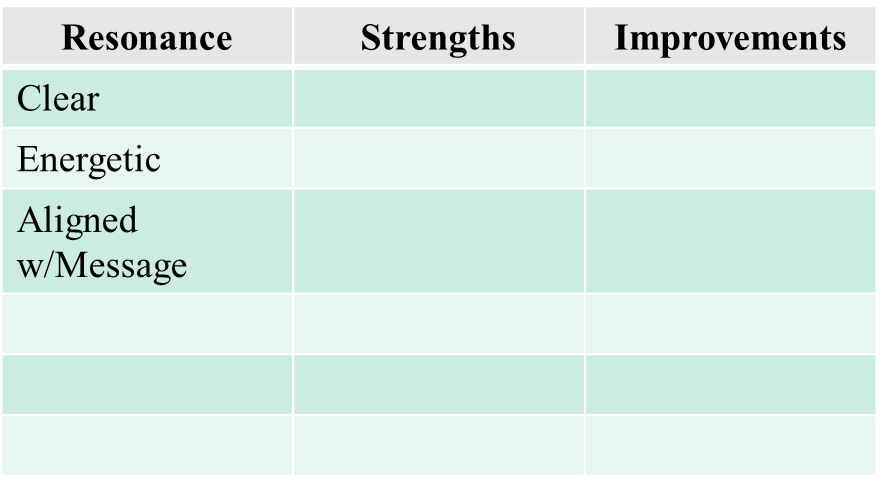 Resonance Strengths Improvements
Clear
Energetic
Aligned
w/Message